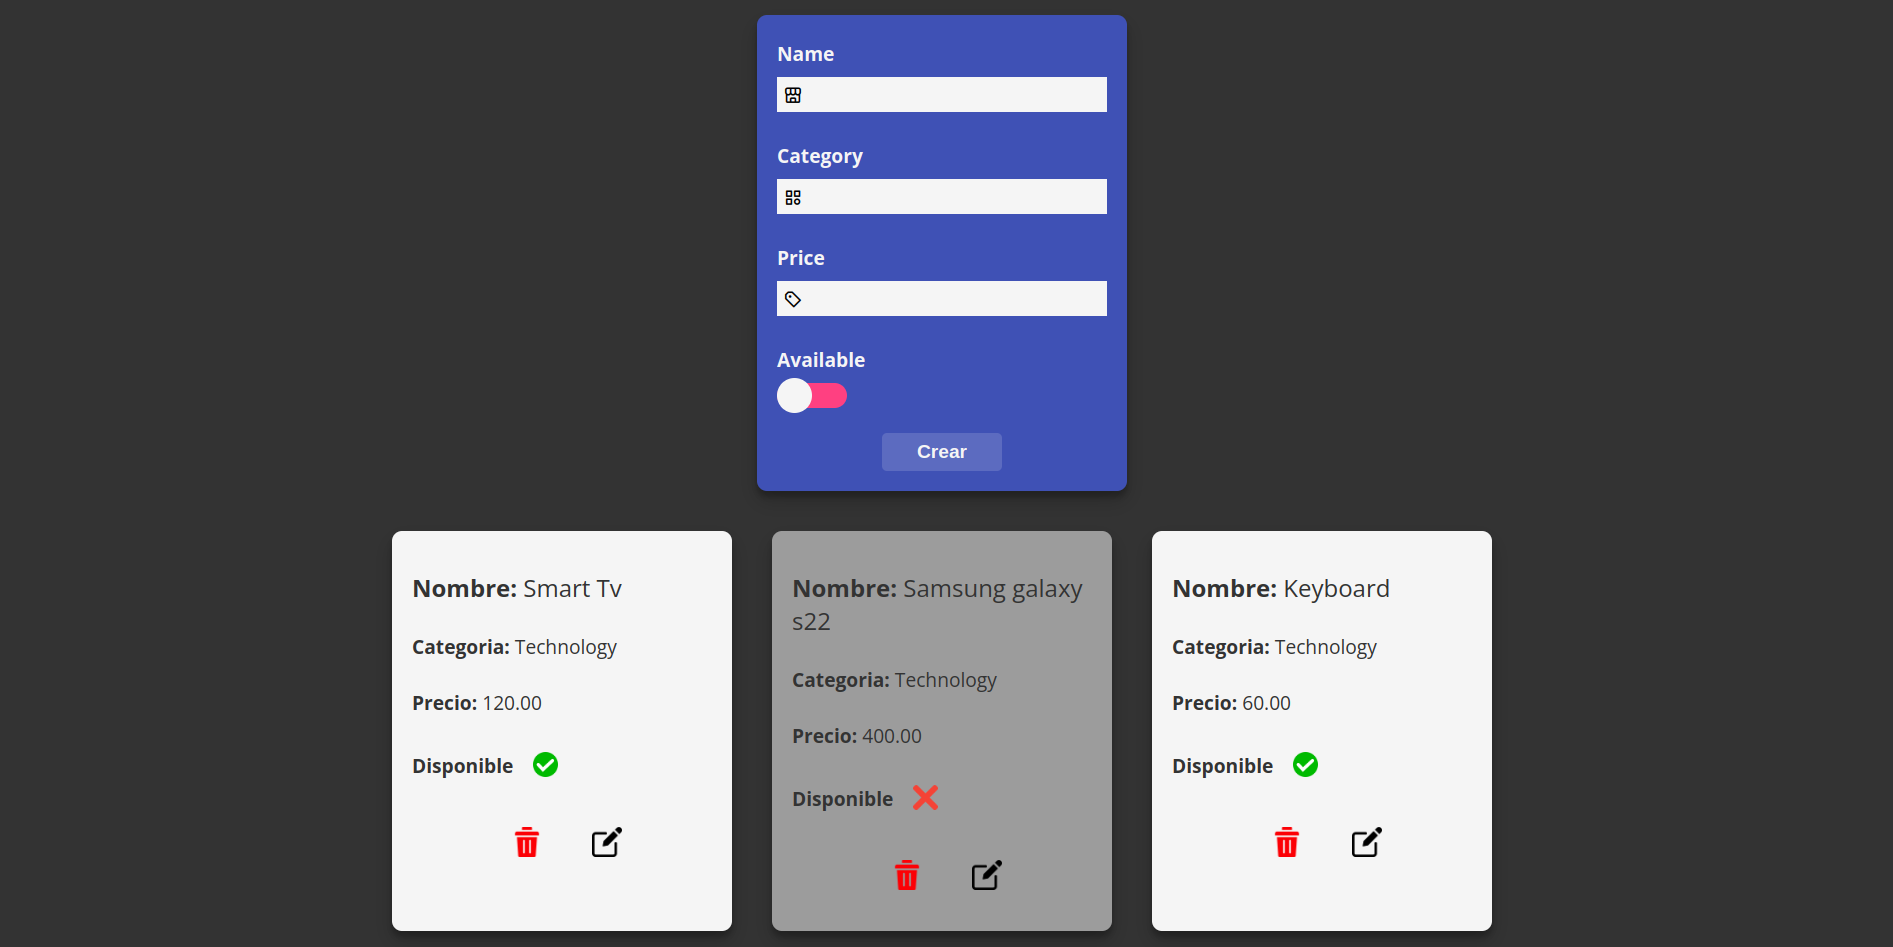 Name
Category
Price
Available
Crear
Nombre: Smart Tv
Categoria: Technology
Precio: 120.00
Disponible
Nombre: Samsung galaxy
s22
Categoria: Technology
Precio: 400.00
Disponible
Nombre: Keyboard
Categoria: Technology
Precio: 60.00
Disponible